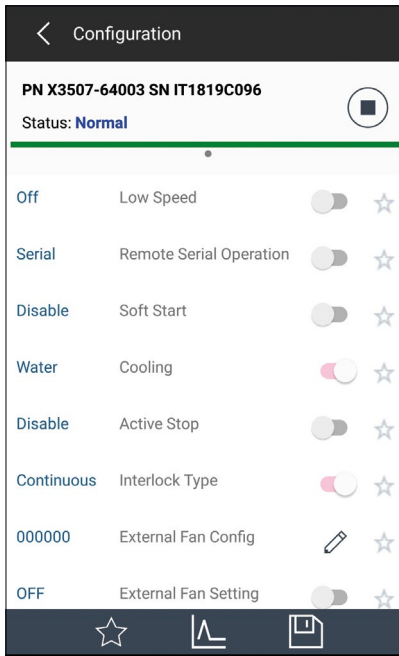 Configuration
PN X3507-64003 SN IT1819C096
Status: Normal
Off Low Speed
Serial Remote Serial Operation
Disable Soft Start
Water Cooling
Disable Active Stop
Continuous Interlock Type
000000 External Fan Config
OFF External Fan Setting